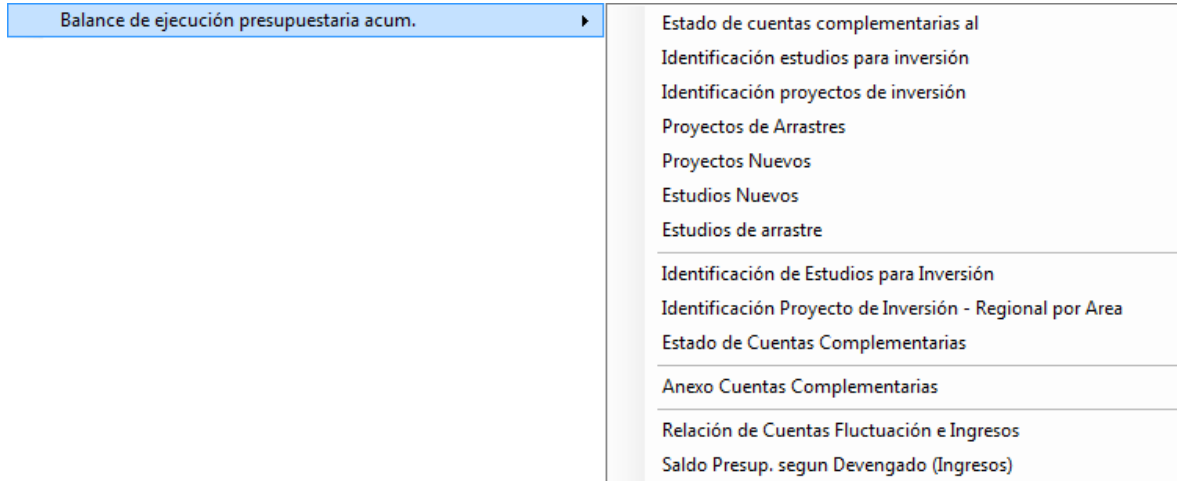 Balance de ejecución presupuestaria acum.
Estado de cuentas complementarias al
Identificación estudios para inversión
Identificación proyectos de inversión
Proyectos de Arrastres
Proyectos Nuevos
Estudios Nuevos
Estudios de arrastre
Identificación de Estudios para Inversión
Identificación Proyecto de Inversión - Regional por Area
Estado de Cuentas Complementarias
Anexo Cuentas Complementarias
Relación de Cuentas Fluctuación e Ingresos
Saldo Presup. segun Devengado (Ingresos)